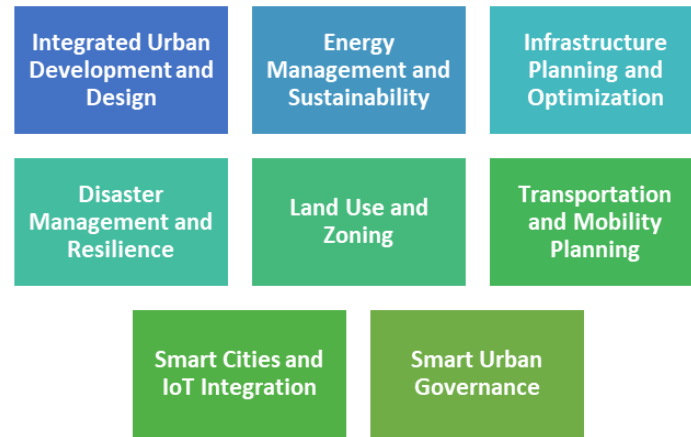 Integrated Urban
Development and
Design
Energy
Management and
Sustainability
Infrastructure
Planning and
Optimization
Disaster
Management and
Resilience
Land Use and
Zoning
Transportation
and Mobility
Planning
Smart Cities and
IoT Integration
Smart Urban
Governance